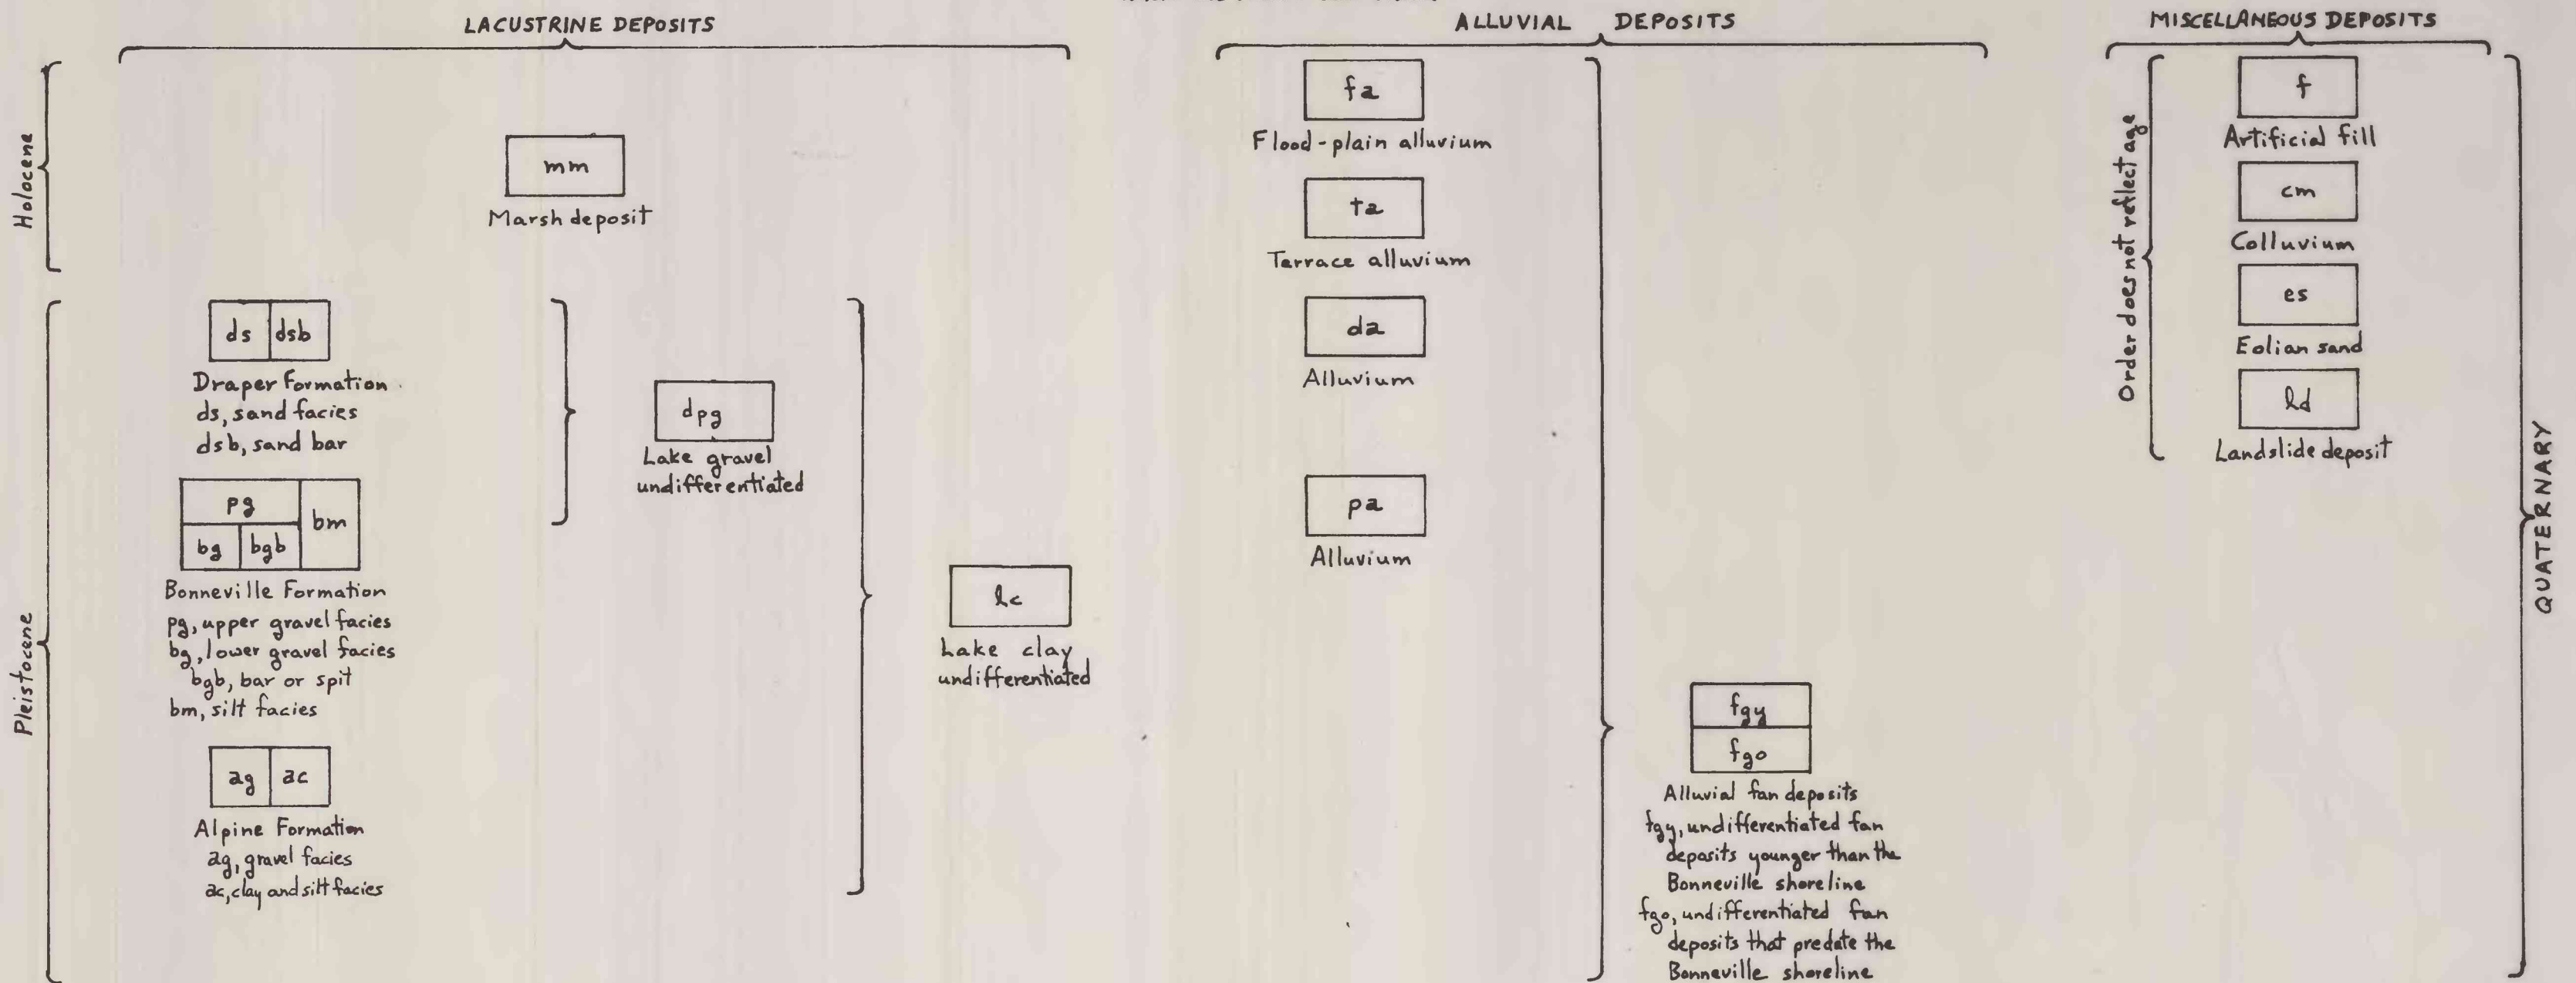 LACUSTRINE DEPOSITS
Holocene
mm
Marsh deposit
Pleistocene
ds dsb
Draper Formation
ds, sand facies
dsb, sand bar
pg
bm
bg bgb
Bonneville Formation
pg, upper gravel facies
bg, lower gravel facies
bgb, bar or spit
bm, silt facies
ag ac
Alpine Formation
ag, gravel facies
ac, clay and silt facies
dpg
Lake gravel
undifferentiated
lc
Lake clay
undifferentiated
ALLUVIAL DEPOSITS
fa
Flood-plain alluvium
ta
Terrace alluvium
da
Alluvium
pa
Alluvium
fgy
fgo
Alluvial fan deposits
fgy, undifferentiated fan
deposits younger than the
Bonneville shoreline
fgo, undifferentiated fan
deposits that predate the
Bonneville shoreline
MISCELLANEOUS DEPOSITS
Order does not reflect age
f
Artificial fill
cm
Colluvium
es
Eolian sand
ld
Landslide deposit
QUATERNARY